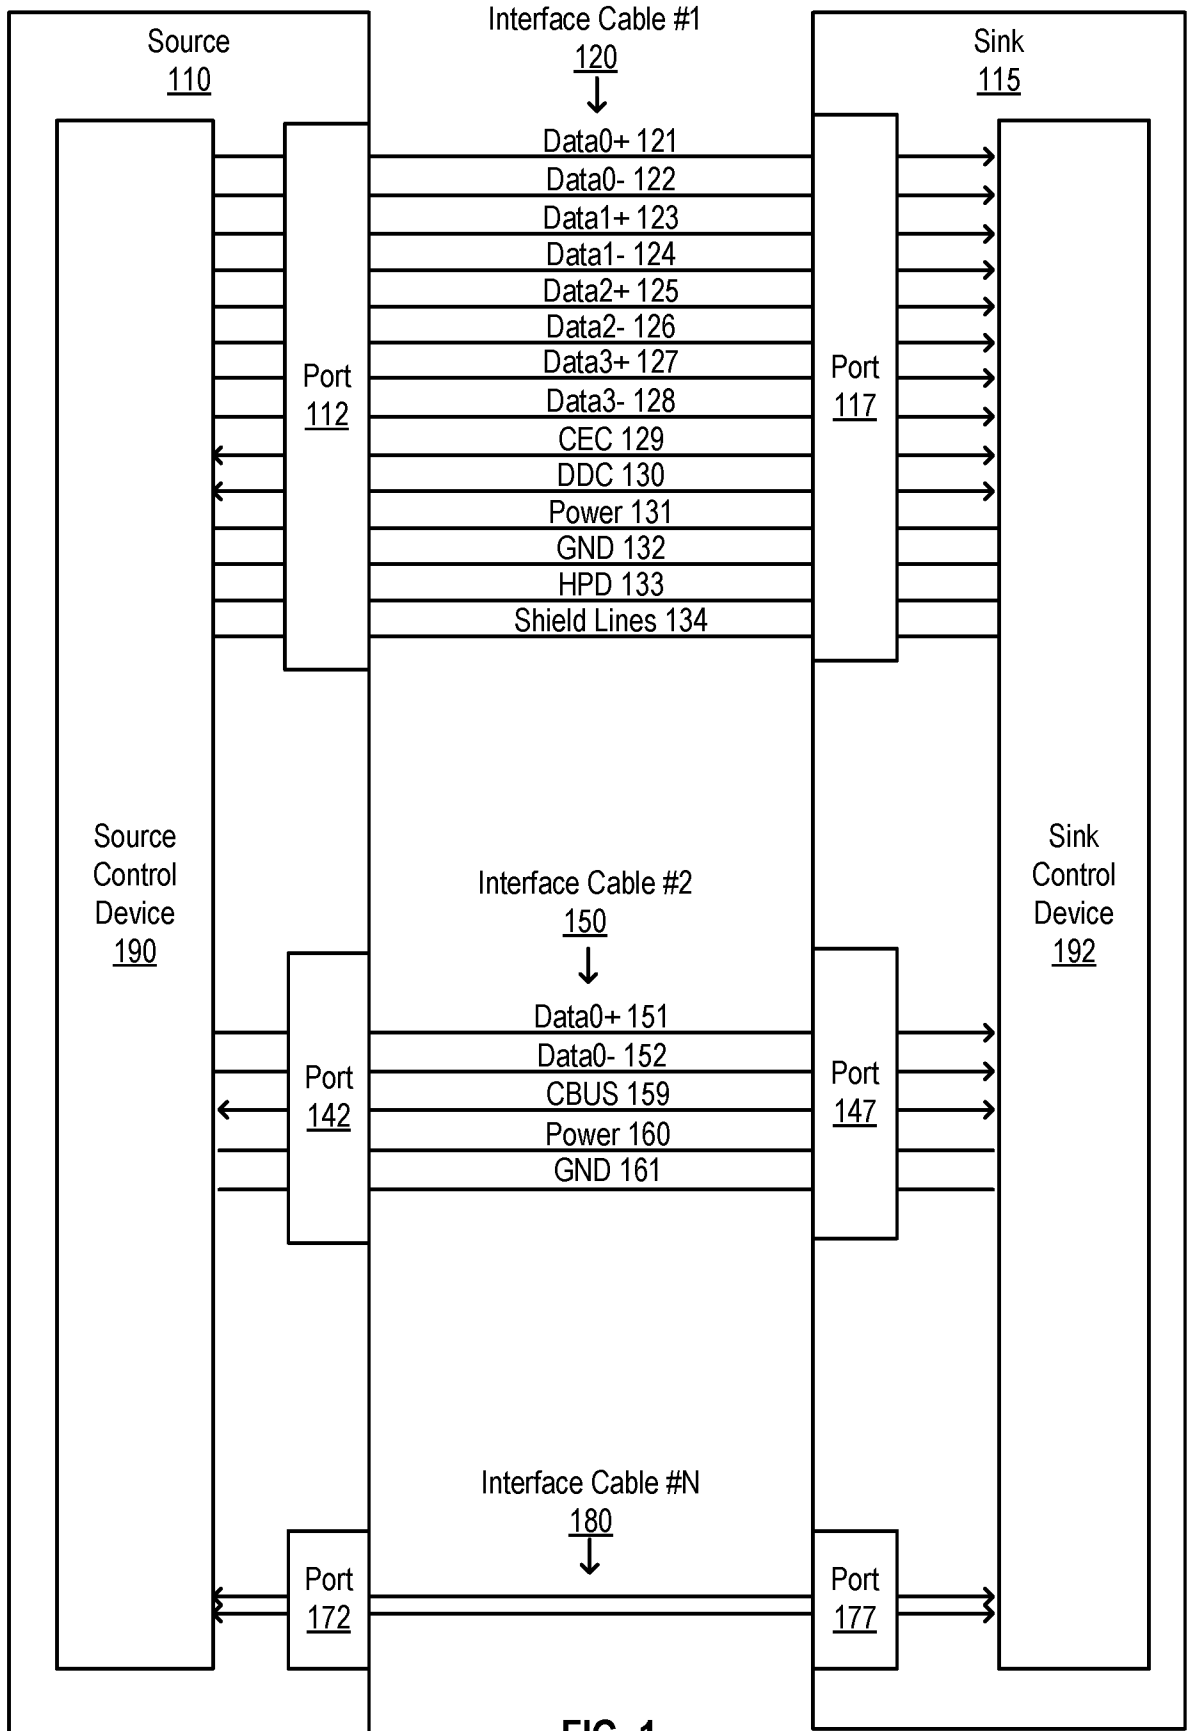 Source
110
Interface Cable #1
120
Sink
115
Data0+ 121
Data0- 122
Data1+ 123
Data1- 124
Data2+ 125
Data2- 126
Data3+ 127
Data3- 128
CEC 129
DDC 130
Power 131
GND 132
HPD 133
Shield Lines 134
Port
112
Port
117
Source
Control
Device
190
Sink
Control
Device
192
Interface Cable #2
150
Data0+ 151
Data0- 152
CBUS 159
Power 160
GND 161
Port
142
Port
147
Interface Cable #N
180
Port
172
Port
177
FIG. 1